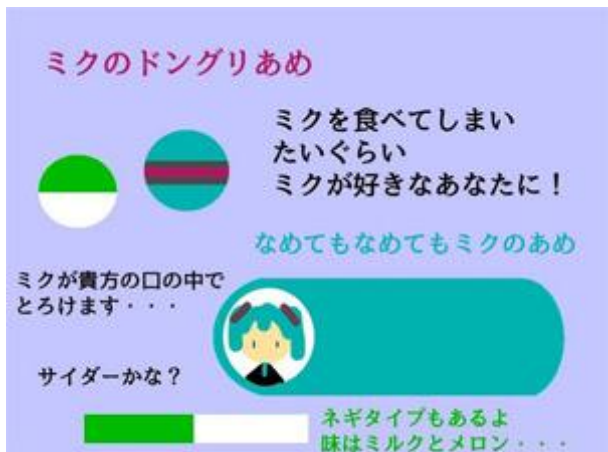 ミクのドングリあめ
ミクを食べてしまい
たいぐらい
ミクが好きなあなたに！
なめてもなめてもミクのあめ
ミクが貴方の口の中で
とろけます・・・
サイダーかな？
ネギタイプもあるよ
味はミルクとメロン・・・